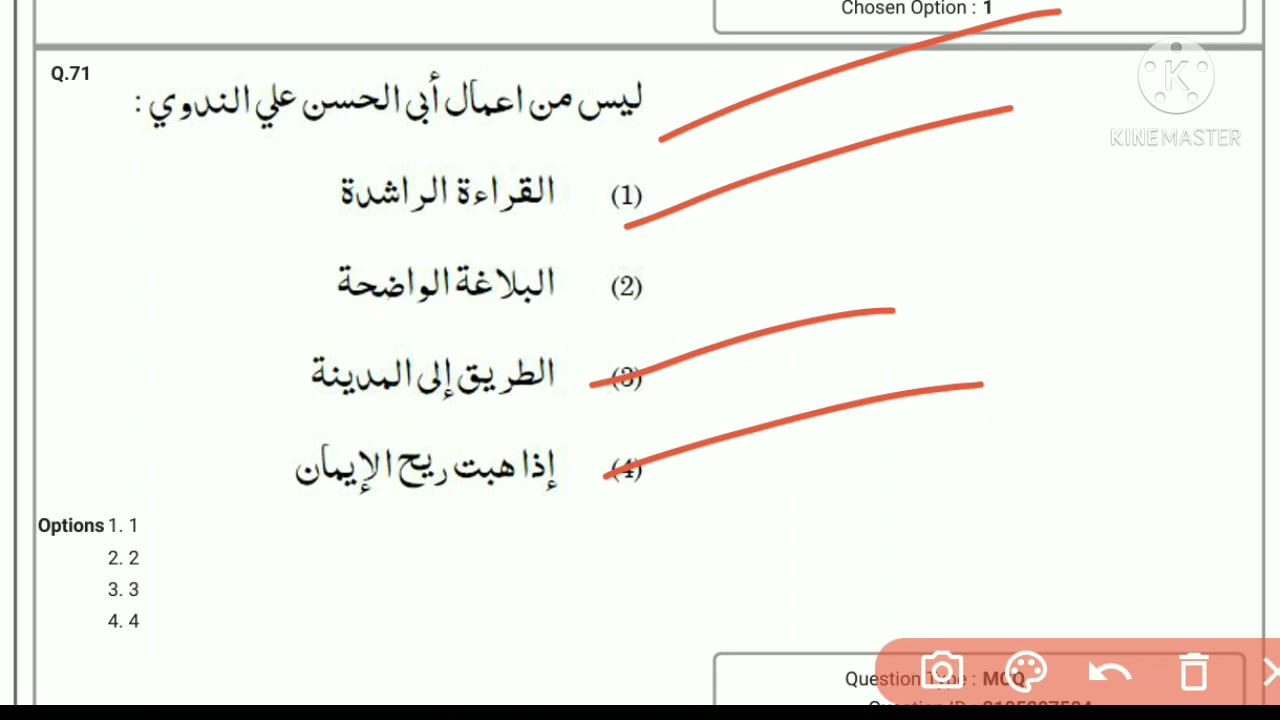 Chosen Option : 1
KINEMASTER
Q.71
ليس من اعمال أبي الحسن علي الندوي :
(1) القراءة الراشدة
(2) البلاغة الواضحة
(3) الطريق إلى المدينة
(4) إذا هبت ريح الإيمان
Options 1. 1
2. 2
3. 3
4. 4
Question Type : MCQ